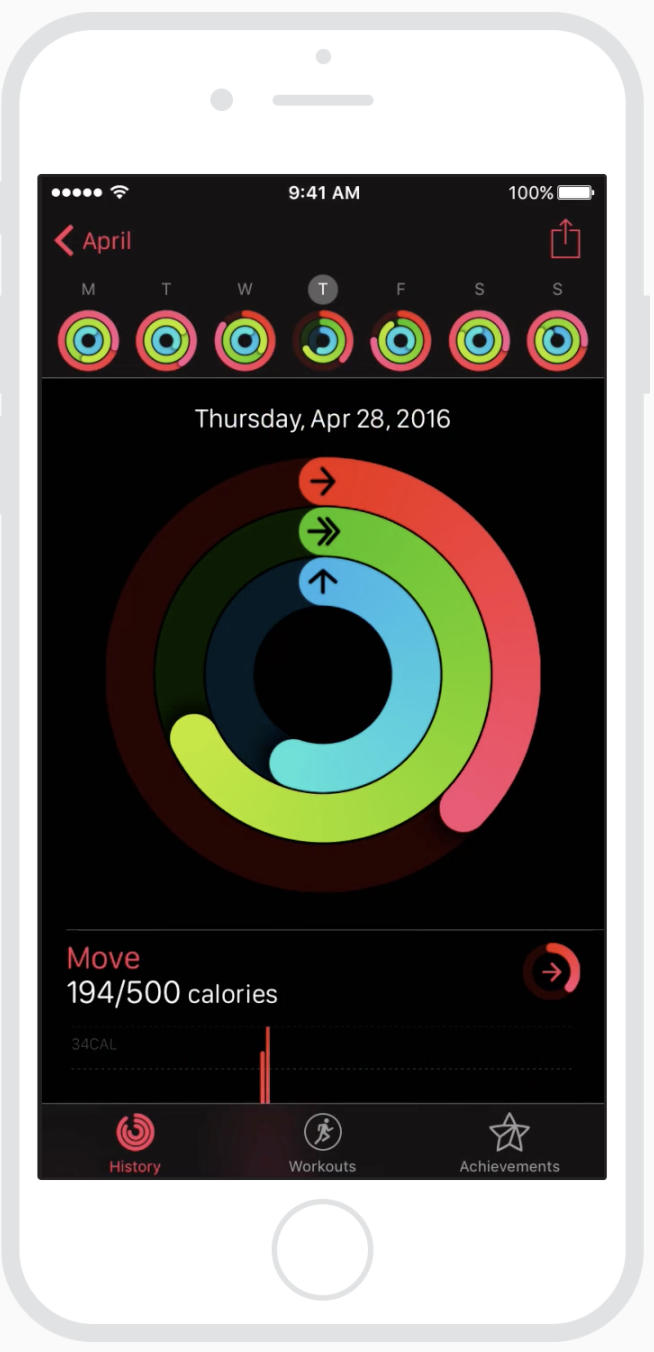 9:41 AM 100%
April
M T W T F S S
Thursday, Apr 28, 2016
Move
194/500 calories
34CAL
History Workouts Achievements